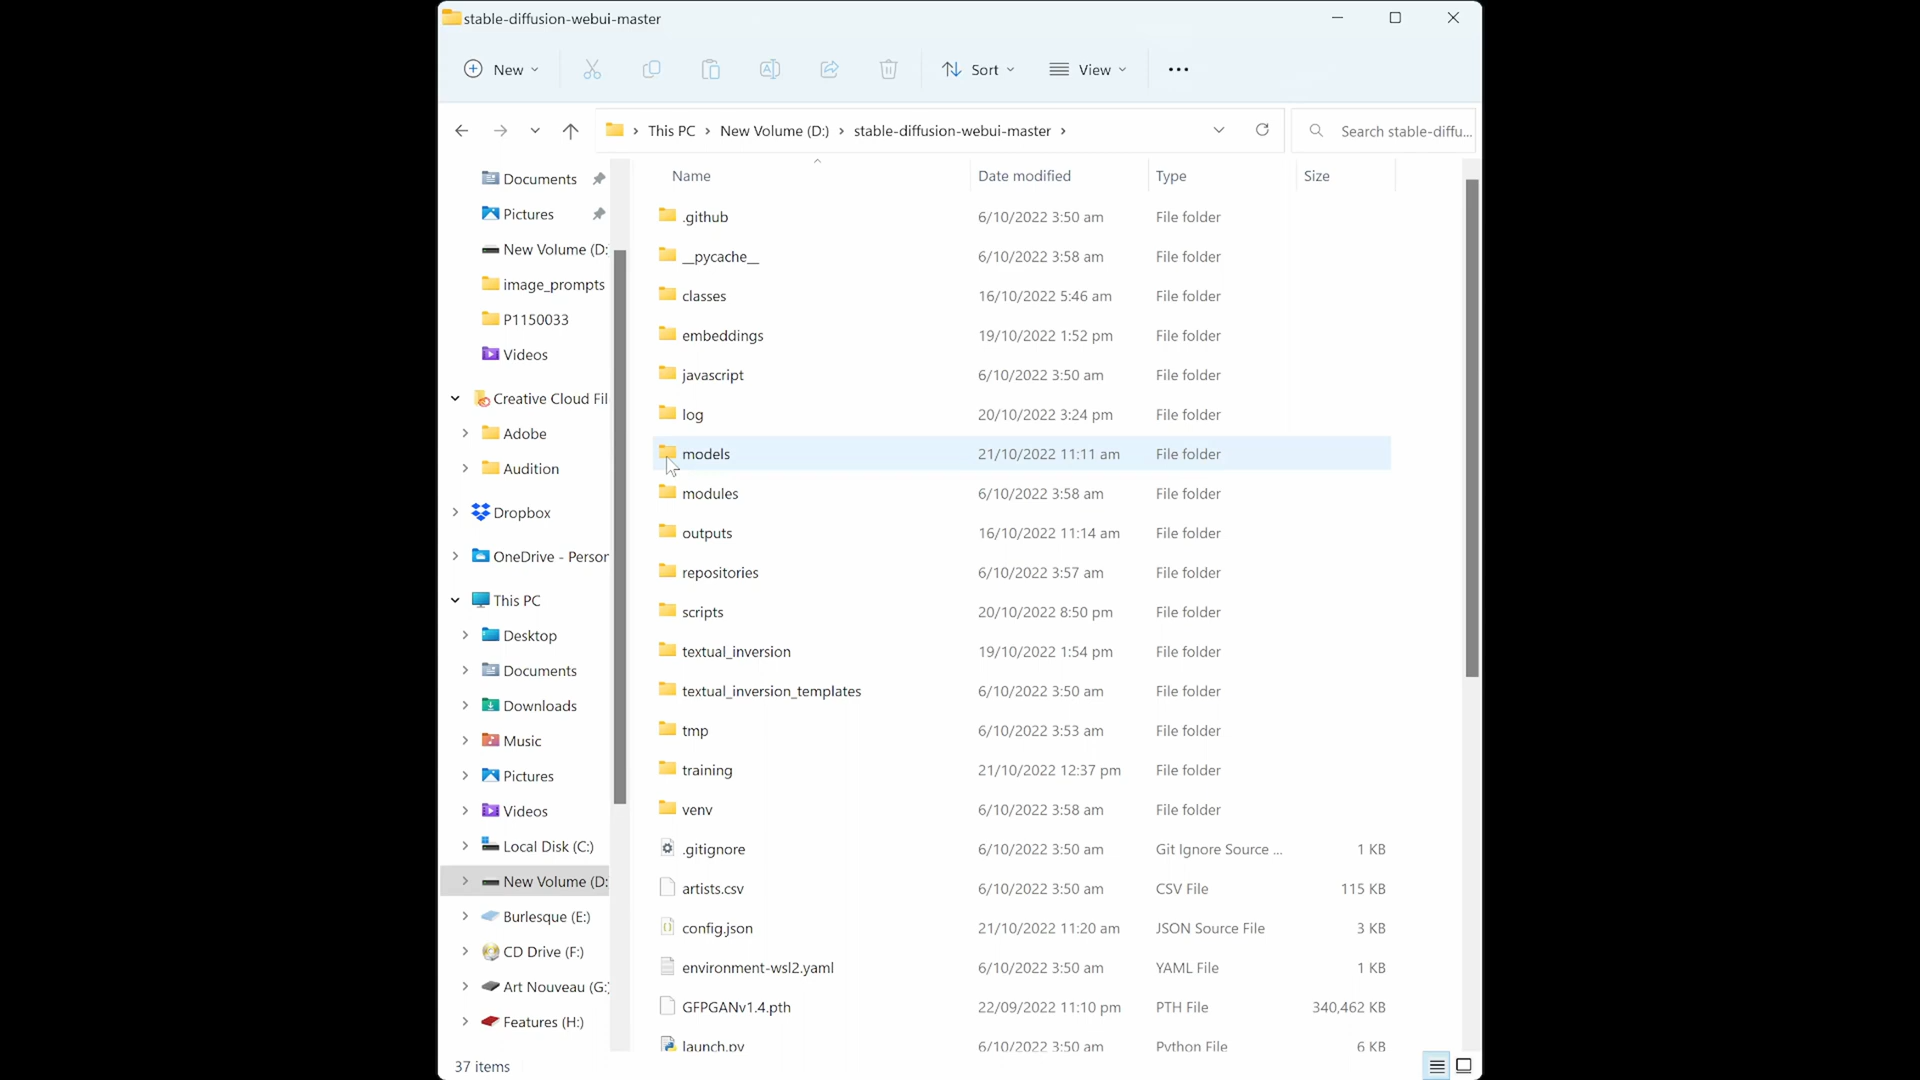 stable-diffusion-webui-master
New
Sort
View
This PC
New Volume (D:)
stable-diffusion-webui-master
Search stable-diffu...
Documents
Pictures
New Volume (D:
image_prompts
P1150033
Videos
Creative Cloud Fil
Adobe
Audition
Dropbox
OneDrive - Person
This PC
Desktop
Documents
Downloads
Music
Pictures
Videos
Local Disk (C:)
New Volume (D:
Burlesque (E:)
CD Drive (F:)
Art Nouveau (G:)
Features (H:)
Name Date modified Type Size
.github 6/10/2022 3:50 am File folder
__pycache__ 6/10/2022 3:58 am File folder
classes 16/10/2022 5:46 am File folder
embeddings 19/10/2022 1:52 pm File folder
javascript 6/10/2022 3:50 am File folder
log 20/10/2022 3:24 pm File folder
models 21/10/2022 11:11 am File folder
modules 6/10/2022 3:58 am File folder
outputs 16/10/2022 11:14 am File folder
repositories 6/10/2022 3:57 am File folder
scripts 20/10/2022 8:50 pm File folder
textual_inversion 19/10/2022 1:54 pm File folder
textual_inversion_templates 6/10/2022 3:50 am File folder
tmp 6/10/2022 3:53 am File folder
training 21/10/2022 12:37 pm File folder
venv 6/10/2022 3:58 am File folder
.gitignore 6/10/2022 3:50 am Git Ignore Source ... 1 KB
artists.csv 6/10/2022 3:50 am CSV File 115 KB
config.json 21/10/2022 11:20 am JSON Source File 3 KB
environment-wsl2.yaml 6/10/2022 3:50 am YAML File 1 KB
GFPGANv1.4.pth 22/09/2022 11:10 pm PTH File 340,462 KB
launch.py 6/10/2022 3:50 am Python File 6 KB
37 items